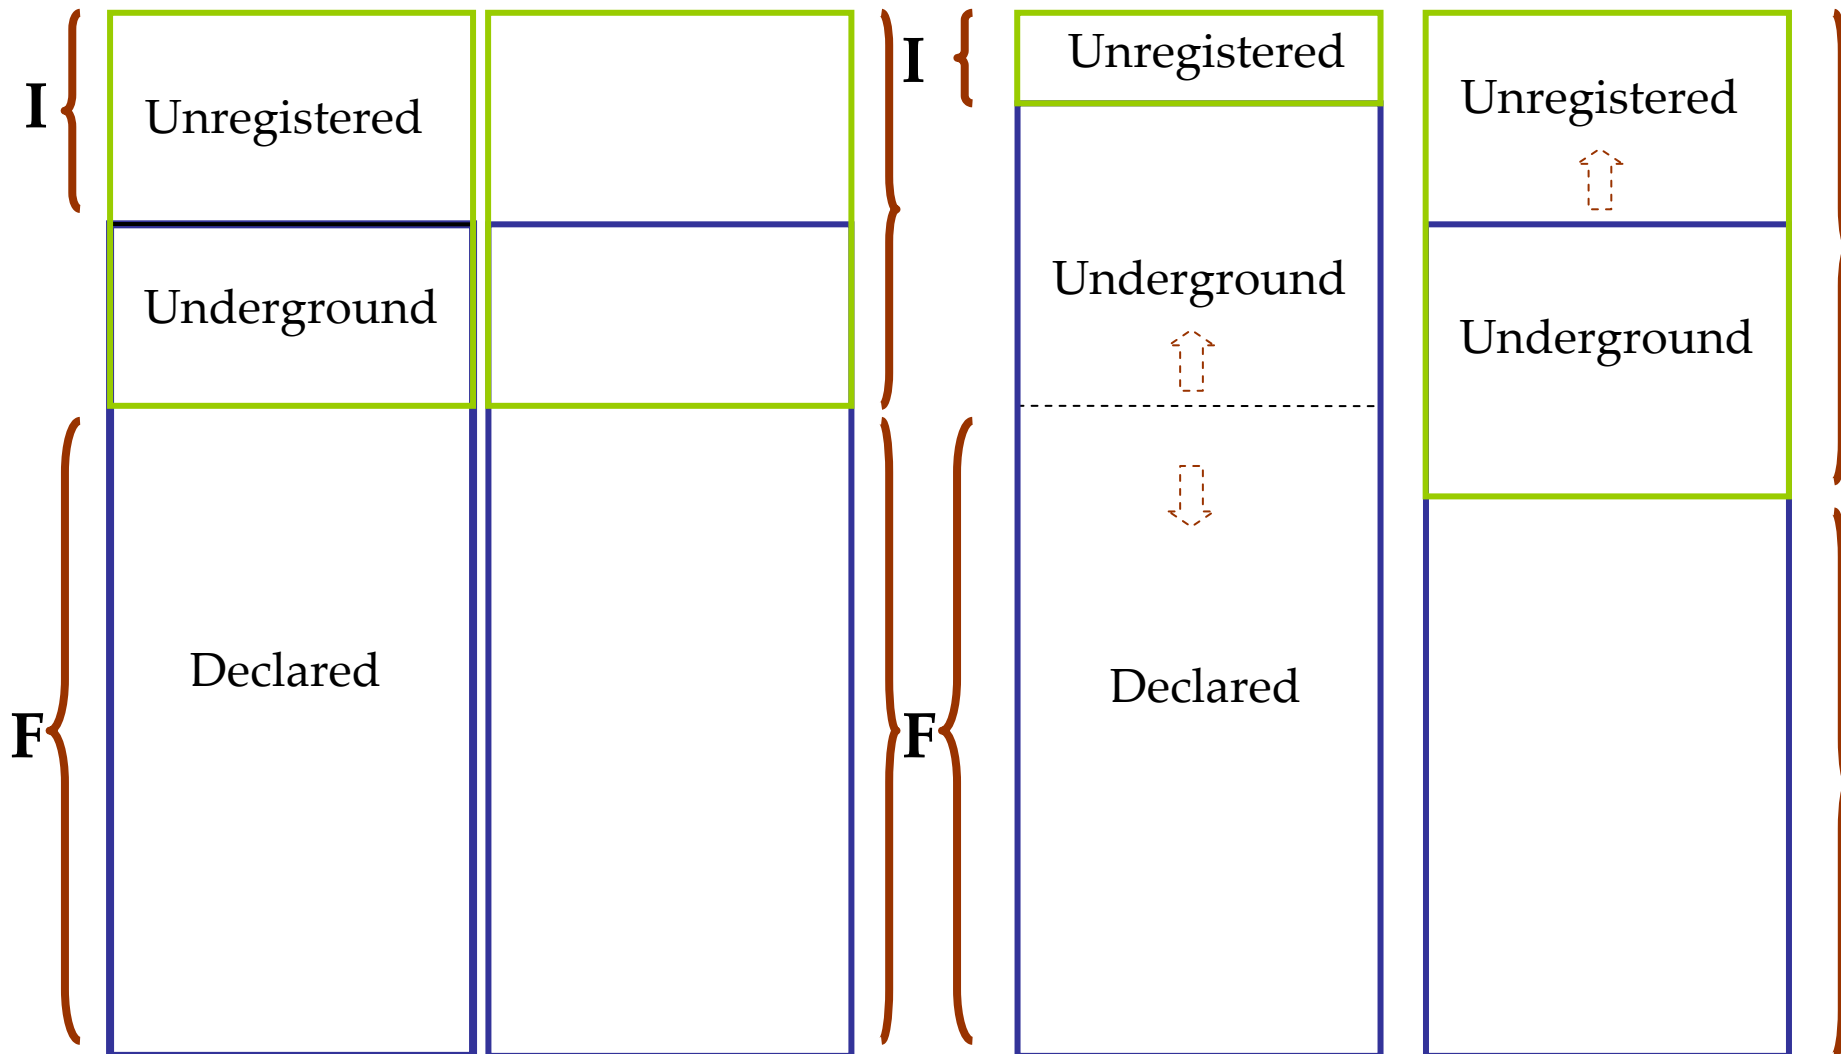 I
Unregistered
Underground
F
Declared
I
Unregistered
Underground
F
Declared
Unregistered
Underground